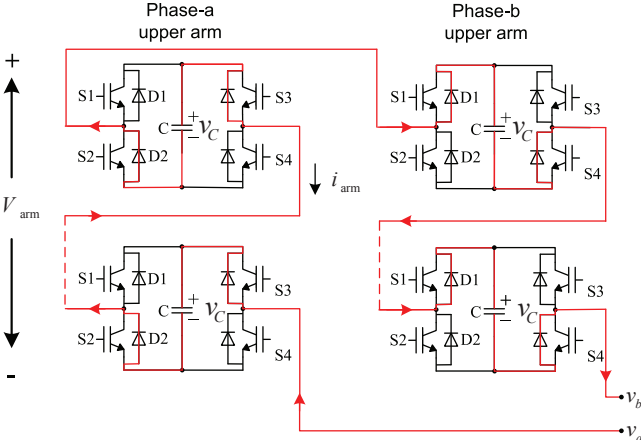 Phase-a
upper arm
Phase-b
upper arm
+
S1
D1
S3
C
+
−
v_C
S2
D2
S4
S1
D1
S3
C
+
−
v_C
S2
D2
S4
V_arm
i_arm
S1
D1
S3
C
+
−
v_C
S2
D2
S4
S1
D1
S3
C
+
−
v_C
S2
D2
S4
-
v_b
v_a